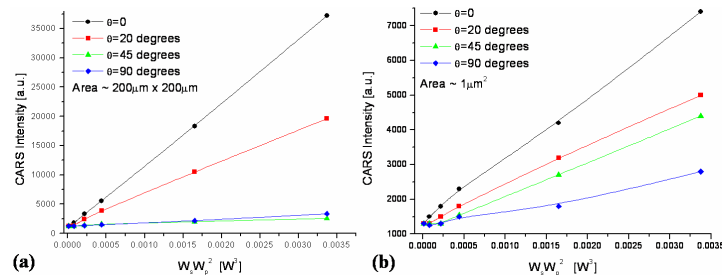 θ=0
θ=20 degrees
θ=45 degrees
θ=90 degrees
Area ~ 200μm x 200μm
CARS Intensity [a.u.]
35000
30000
25000
20000
15000
10000
5000
0
0.0000 0.0005 0.0010 0.0015 0.0020 0.0025 0.0030 0.0035
WₛWₚ² [W³]
(a)
θ=0
θ=20 degrees
θ=45 degrees
θ=90 degrees
Area ~ 1μm²
CARS Intensity [a.u.]
7000
6000
5000
4000
3000
2000
1000
0.0000 0.0005 0.0010 0.0015 0.0020 0.0025 0.0030 0.0035
WₛWₚ² [W³]
(b)